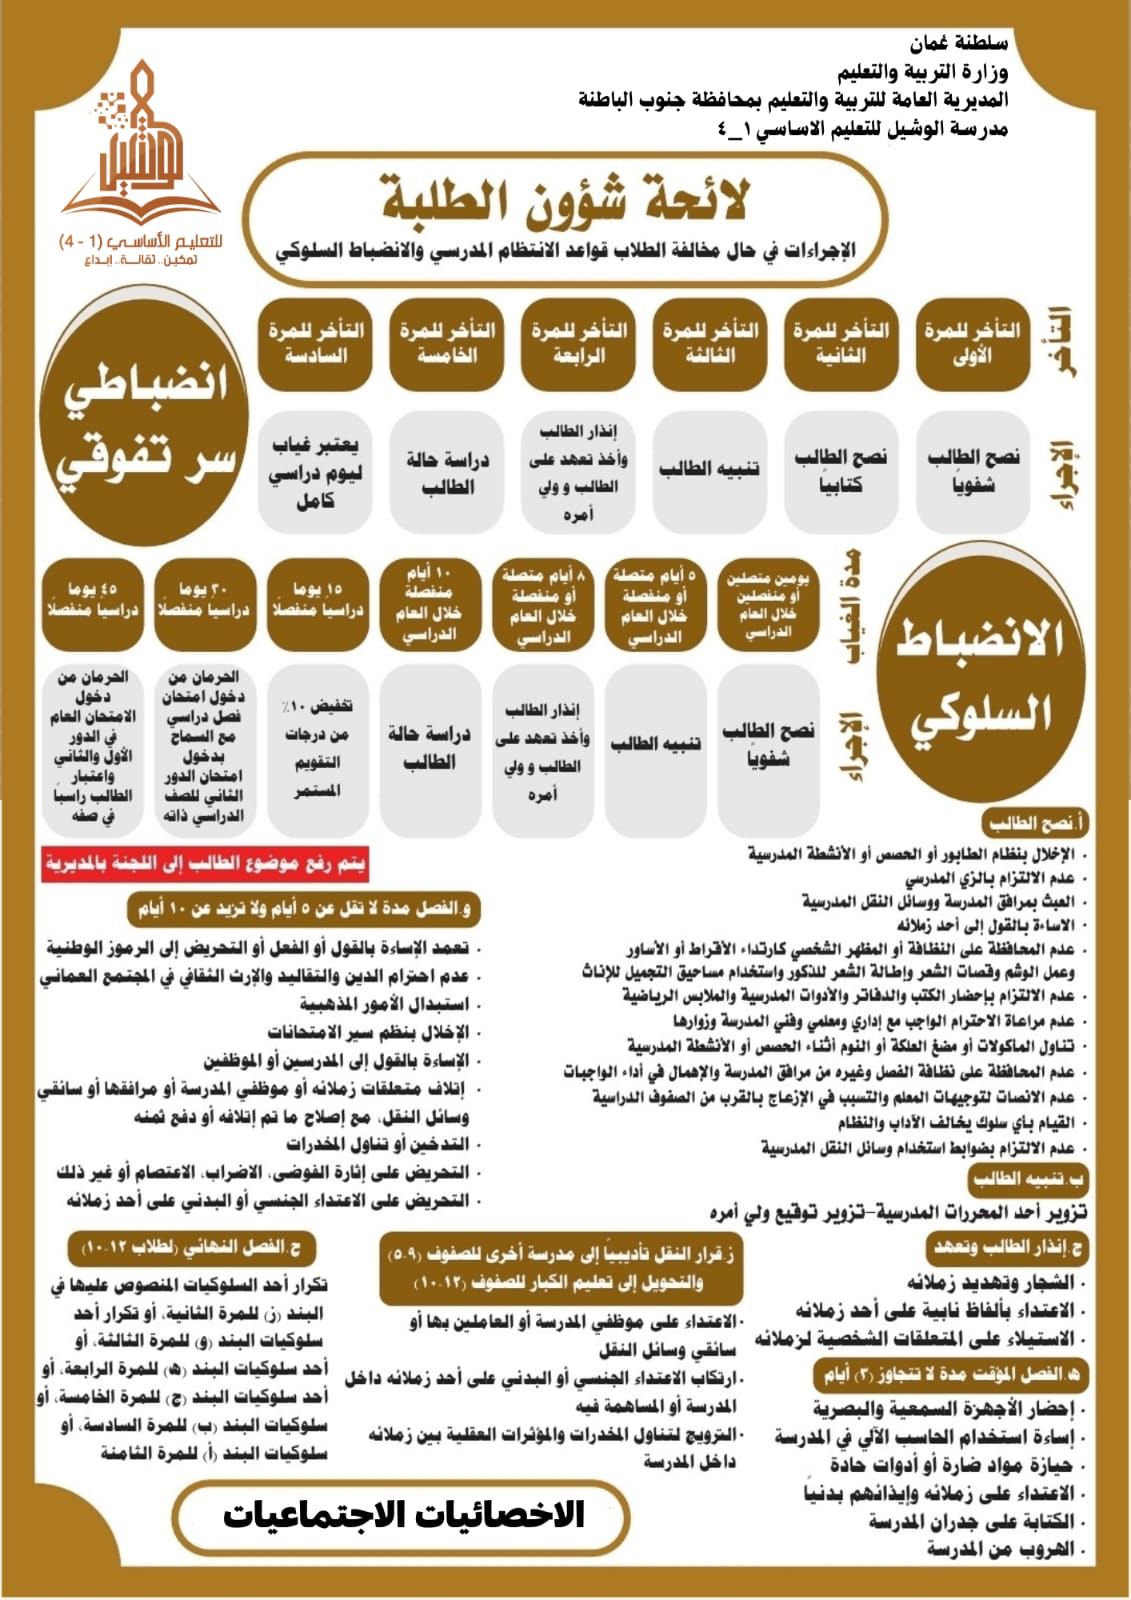 سلطنة عمان
وزارة التربية والتعليم
المديرية العامة للتربية والتعليم بمحافظة جنوب الباطنة
مدرسة الوشيل للتعليم الاساسي ١_٤
الوشيل
للتعليم الأساسي (1 - 4)
تمكين.. ثقافة.. إبداع
لائحة شؤون الطلبة
الإجراءات في حال مخالفة الطلاب قواعد الانتظام المدرسي والانضباط السلوكي
انضباطي
سر تفوقي
التأخر
التأخر للمرة
الأولى
التأخر للمرة
الثانية
التأخر للمرة
الثالثة
التأخر للمرة
الرابعة
التأخر للمرة
الخامسة
التأخر للمرة
السادسة
الإجراء
نصح الطالب
شفوياً
نصح الطالب
كتابياً
تنبيه الطالب
إنذار الطالب
وأخذ تعهد على
الطالب و ولي
أمره
دراسة حالة
الطالب
يعتبر غياب
ليوم دراسي
كامل
الانضباط
السلوكي
مدة الغياب
يومين متصلين
أو منفصلين
خلال العام
الدراسي
٥ أيام متصلة
أو منفصلة
خلال العام
الدراسي
٨ أيام متصلة
أو منفصلة
خلال العام
الدراسي
١٠ أيام
منفصلة
خلال العام
الدراسي
١٥ يوما
دراسياً منفصلاً
٣٠ يوما
دراسيا منفصلاً
٤٥ يوما
دراسيا منفصلاً
الإجراء
نصح الطالب
شفوياً
تنبيه الطالب
إنذار الطالب
وأخذ تعهد على
الطالب و ولي
أمره
دراسة حالة
الطالب
تخفيض ١٠٪
من درجات
التقويم
المستمر
الحرمان من
دخول امتحان
فصل دراسي
مع السماح
بدخول
امتحان الدور
الثاني للصف
الدراسي ذاته
الحرمان من
دخول
الامتحان العام
في الدور
الأول والثاني
واعتبار
الطالب راسباً
في صفه
يتم رفع موضوع الطالب إلى اللجنة بالمديرية
أ.نصح الطالب
· الإخلال بنظام الطابور أو الحصص أو الأنشطة المدرسية
· عدم الالتزام بالزي المدرسي
· العبث بمرافق المدرسة ووسائل النقل المدرسية
· الاساءة بالقول إلى أحد زملائه
· عدم المحافظة على النظافة أو المظهر الشخصي كارتداء الأقراط أو الأساور
وعمل الوشم وقصات الشعر وإطالة الشعر للذكور واستخدام مساحيق التجميل للإناث
· عدم الالتزام بإحضار الكتب والدفاتر والأدوات المدرسية والملابس الرياضية
· عدم مراعاة الاحترام الواجب مع إداري ومعلمي وفني المدرسة وزوارها
· تناول المأكولات أو مضغ العلكة أو النوم أثناء الحصص أو الأنشطة المدرسية
· عدم المحافظة على نظافة الفصل وغيره من مرافق المدرسة والإهمال في أداء الواجبات
· عدم الانصات لتوجيهات المعلم والتسبب في الإزعاج بالقرب من الصفوف الدراسية
· القيام بأي سلوك يخالف الآداب والنظام
· عدم الالتزام بضوابط استخدام وسائل النقل المدرسية
ب.تنبيه الطالب
تزوير أحد المحررات المدرسية-تزوير توقيع ولي أمره
ج.إنذار الطالب وتعهد
· الشجار وتهديد زملائه
· الاعتداء بألفاظ نابية على أحد زملائه
· الاستيلاء على المتعلقات الشخصية لزملائه
ه.الفصل المؤقت مدة لا تتجاوز (٣) أيام
· إحضار الأجهزة السمعية والبصرية
· إساءة استخدام الحاسب الآلي في المدرسة
· حيازة مواد ضارة أو أدوات حادة
· الاعتداء على زملائه وإيذائهم بدنياً
· الكتابة على جدران المدرسة
· الهروب من المدرسة
و.الفصل مدة لا تقل عن ٥ أيام ولا تزيد عن ١٠ أيام
· تعمد الإساءة بالقول أو الفعل أو التحريض إلى الرموز الوطنية
· عدم احترام الدين والتقاليد والإرث الثقافي في المجتمع العماني
· استبدال الأمور المذهبية
· الإخلال بنظم سير الامتحانات
· الإساءة بالقول إلى المدرسين أو الموظفين
· إتلاف متعلقات زملائه أو موظفي المدرسة أو مرافقها أو سائقي
وسائل النقل، مع إصلاح ما تم إتلافه أو دفع ثمنه
· التدخين أو تناول المخدرات
· التحريض على إثارة الفوضى، الاضراب، الاعتصام أو غير ذلك
· التحريض على الاعتداء الجنسي أو البدني على أحد زملائه
ز.قرار النقل تأديبياً إلى مدرسة أخرى للصفوف (٥.٩)
والتحويل إلى تعليم الكبار للصفوف (١٠.١٢)
·الاعتداء على موظفي المدرسة أو العاملين بها أو
سائقي وسائل النقل
·ارتكاب الاعتداء الجنسي أو البدني على أحد زملائه داخل
المدرسة أو المساهمة فيه
·الترويج لتناول المخدرات والمؤثرات العقلية بين زملائه
داخل المدرسة
ح.الفصل النهائي (لطلاب ١٠.١٢)
تكرار أحد السلوكيات المنصوص عليها في
البند (ز) للمرة الثانية، أو تكرار أحد
سلوكيات البند (و) للمرة الثالثة، أو
أحد سلوكيات البند (ه) للمرة الرابعة، أو
أحد سلوكيات البند (ج) للمرة الخامسة، أو
سلوكيات البند (ب) للمرة السادسة، أو
سلوكيات البند (أ) للمرة الثامنة
الاخصائيات الاجتماعيات